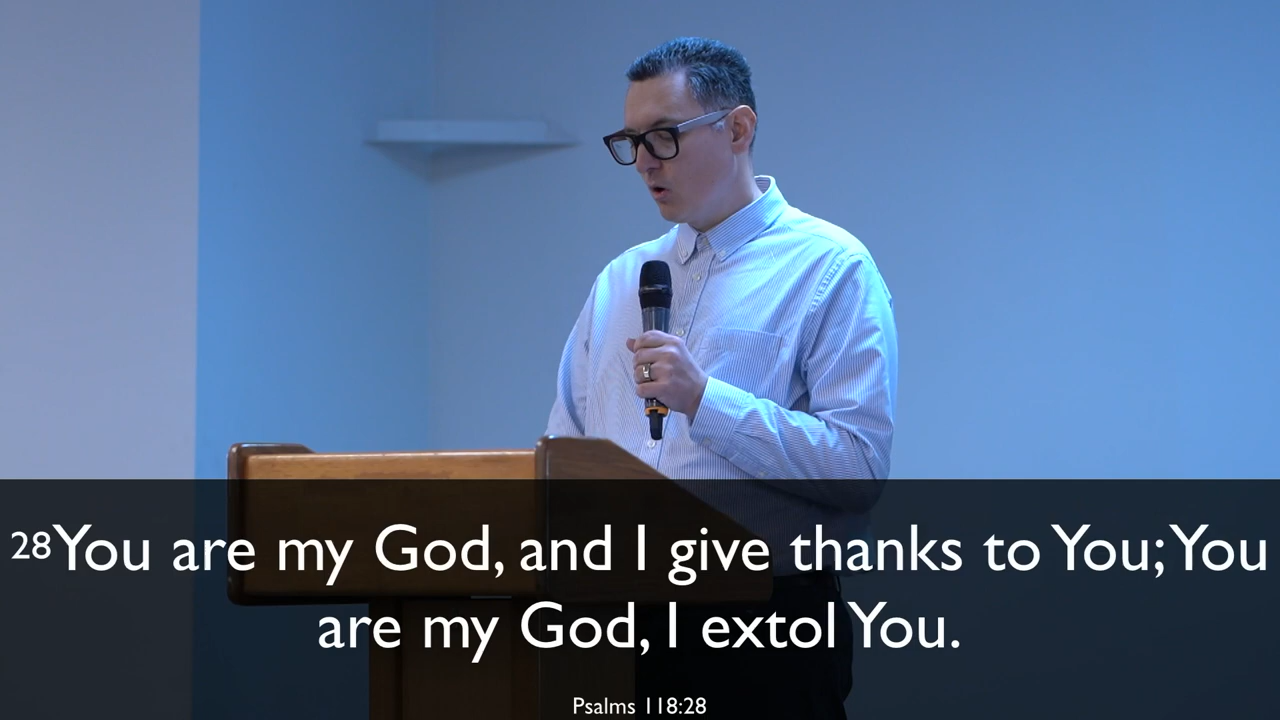 28You are my God, and I give thanks to You; You
are my God, I extol You.
Psalms 118:28